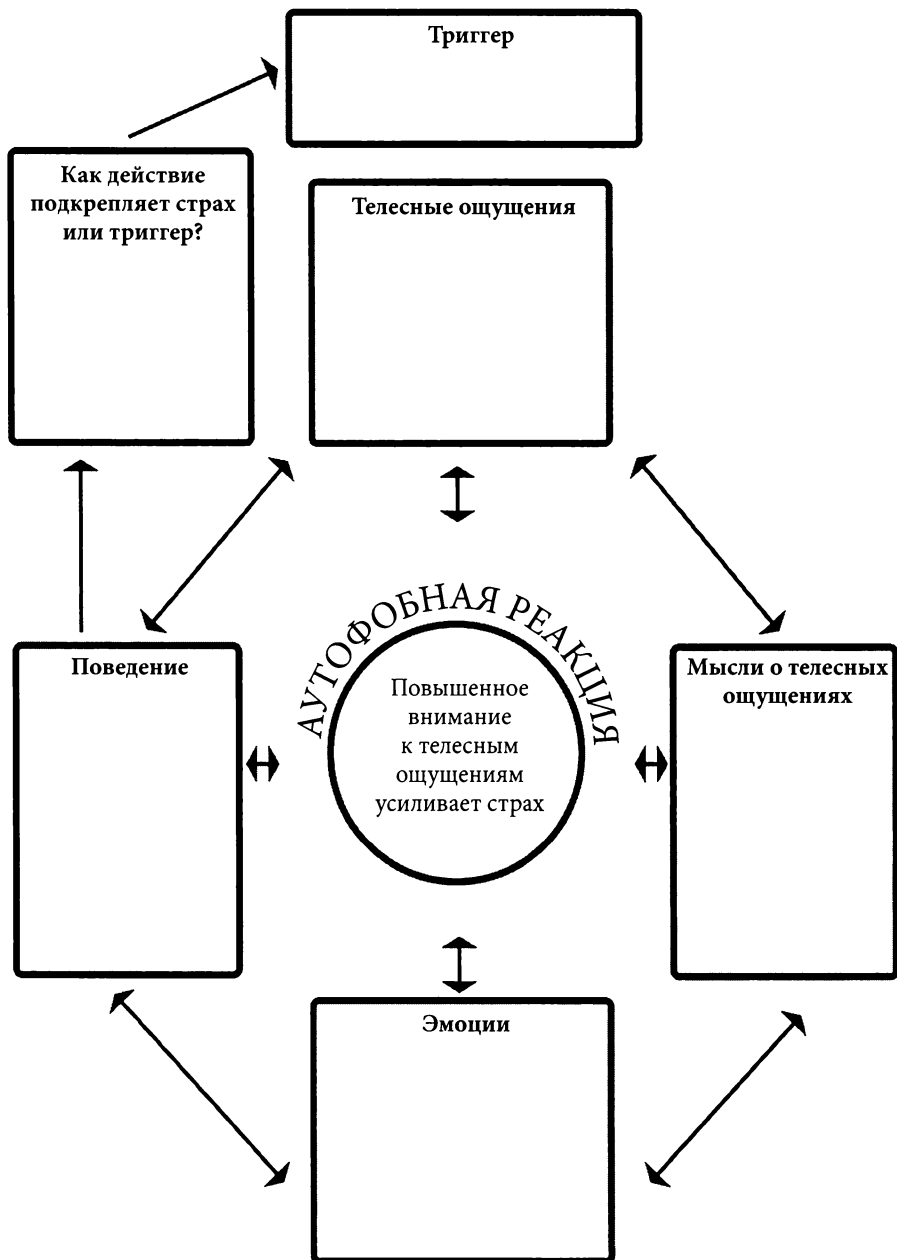 Триггер
Как действие
подкрепляет страх
или триггер?
Телесные ощущения
АУТОФОБНАЯ РЕАКЦИЯ
Поведение
Повышенное
внимание
к телесным
ощущениям
усиливает страх
Мысли о телесных
ощущениях
Эмоции